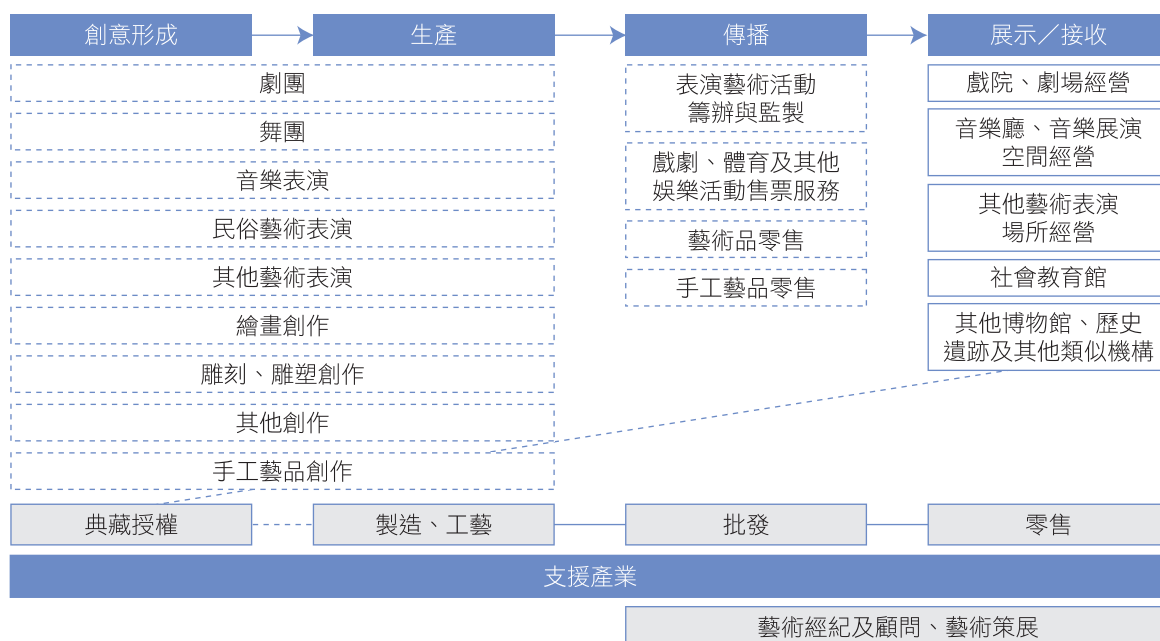 創意形成
生產
傳播
展示／接收
劇團
舞團
音樂表演
民俗藝術表演
其他藝術表演
繪畫創作
雕刻、雕塑創作
其他創作
手工藝品創作
表演藝術活動
籌辦與監製
戲劇、體育及其他
娛樂活動售票服務
藝術品零售
手工藝品零售
戲院、劇場經營
音樂廳、音樂展演
空間經營
其他藝術表演
場所經營
社會教育館
其他博物館、歷史
遺跡及其他類似機構
典藏授權
製造、工藝
批發
零售
支援產業
藝術經紀及顧問、藝術策展